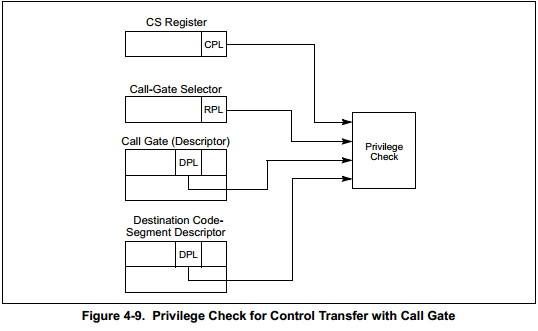 CS Register
CPL
Call-Gate Selector
RPL
Call Gate (Descriptor)
DPL
Privilege
Check
Destination Code-
Segment Descriptor
DPL
Figure 4-9. Privilege Check for Control Transfer with Call Gate